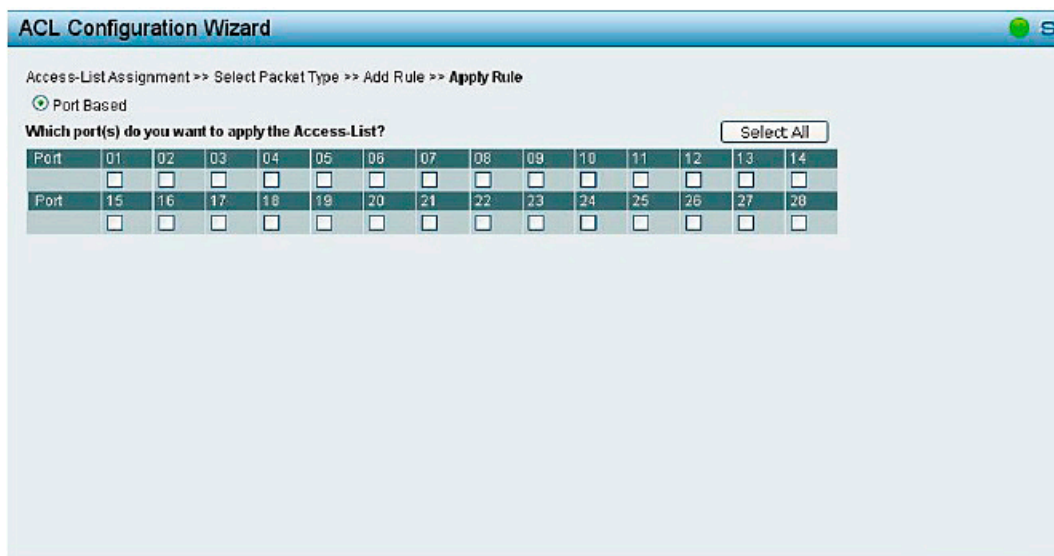 ACL Configuration Wizard
Access-List Assignment >> Select Packet Type >> Add Rule >> Apply Rule
Port Based
Which port(s) do you want to apply the Access-List? Select All
Port 01 02 03 04 05 06 07 08 09 10 11 12 13 14
Port 15 16 17 18 19 20 21 22 23 24 25 26 27 28